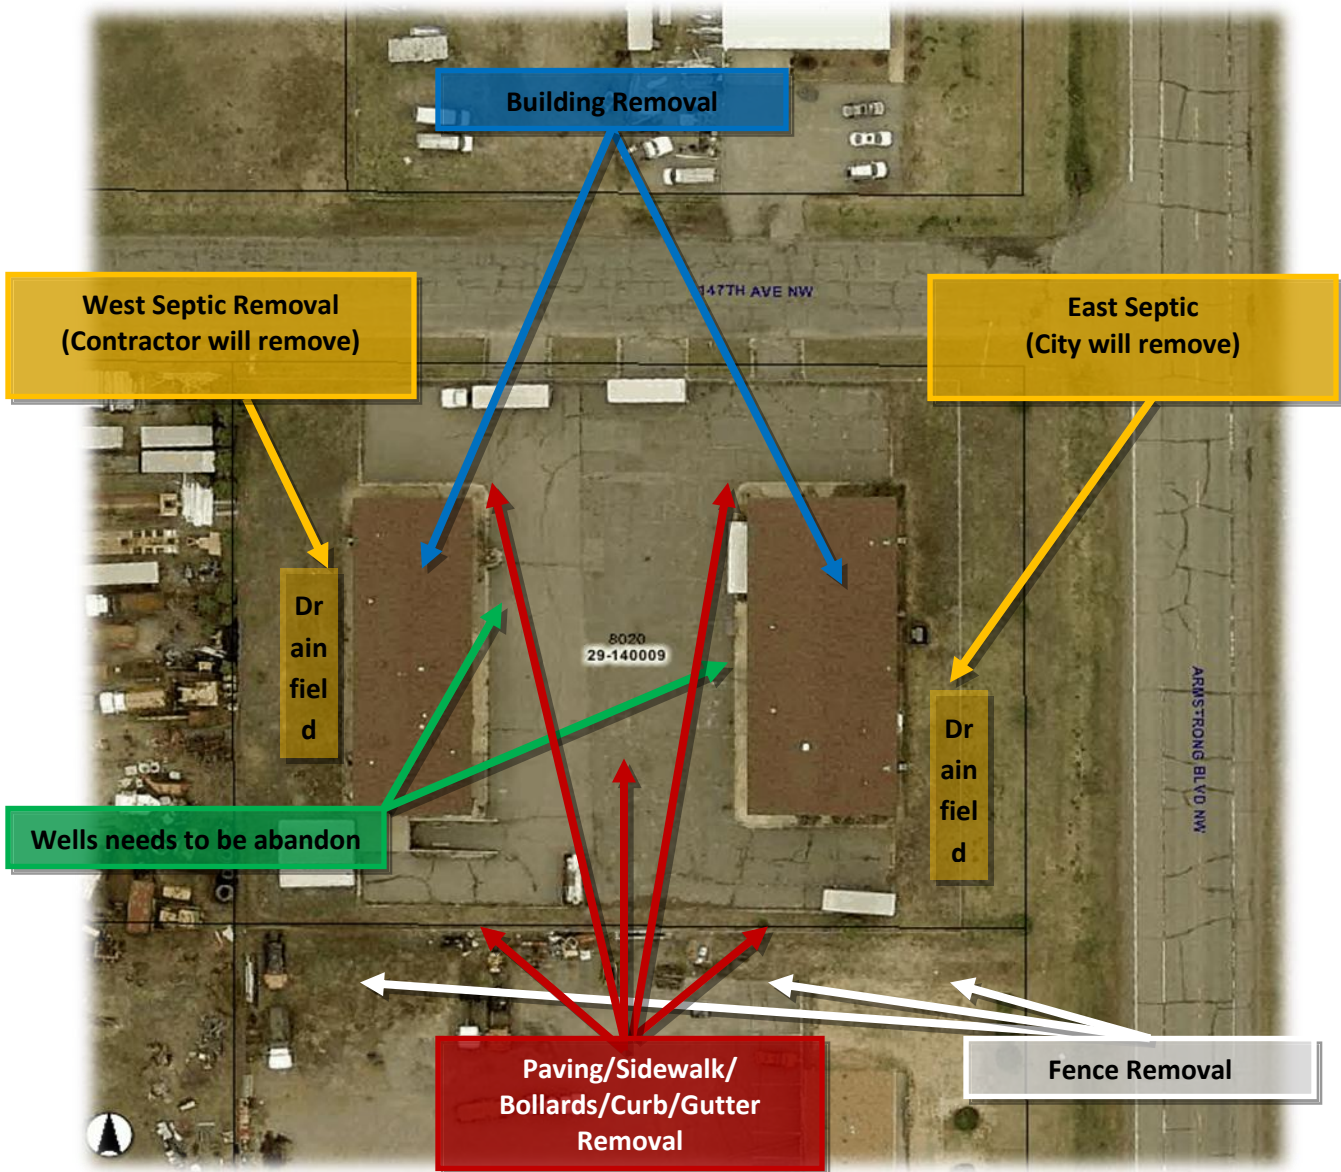 Building Removal
147TH AVE NW
West Septic Removal
(Contractor will remove)
East Septic
(City will remove)
Dr
ain
fiel
d
8020
29-140009
ARMSTRONG BLVD NW
Dr
ain
fiel
d
Wells needs to be abandon
Paving/Sidewalk/
Bollards/Curb/Gutter
Removal
Fence Removal